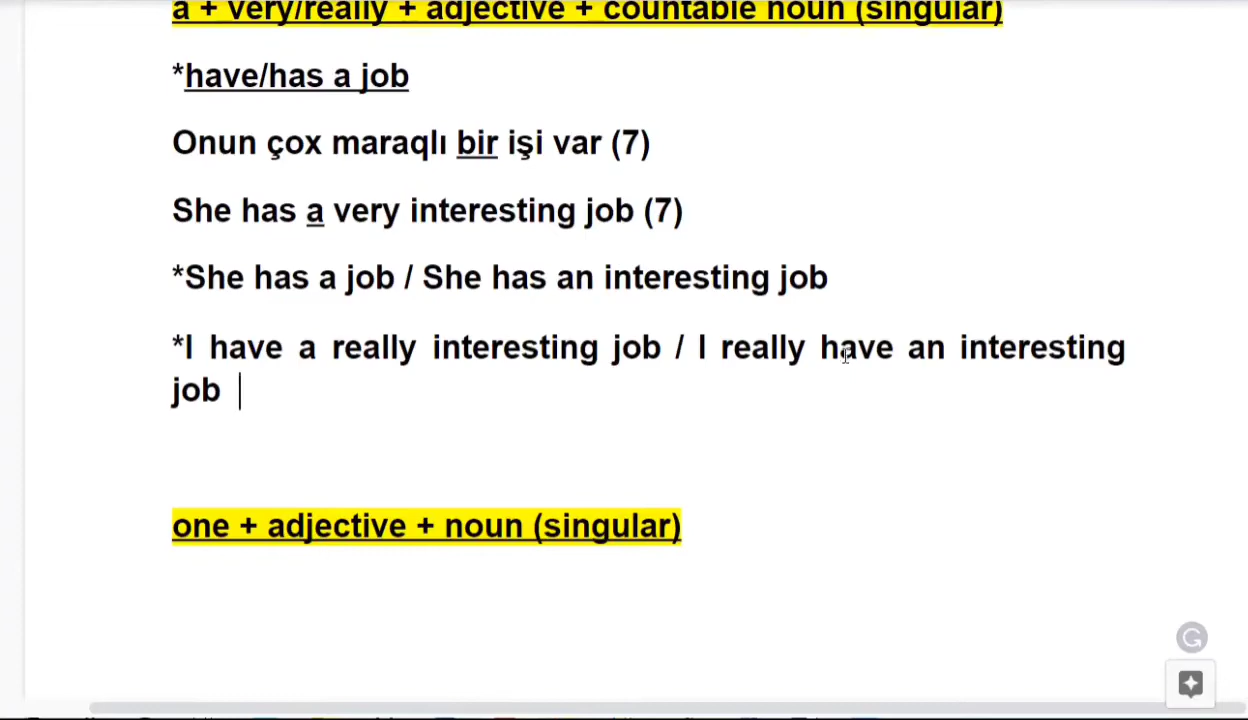 a + very/really + adjective + countable noun (singular)
*have/has a job
Onun çox maraqlı bir işi var (7)
She has a very interesting job (7)
*She has a job / She has an interesting job
*I have a really interesting job / I really have an interesting
job
one + adjective + noun (singular)